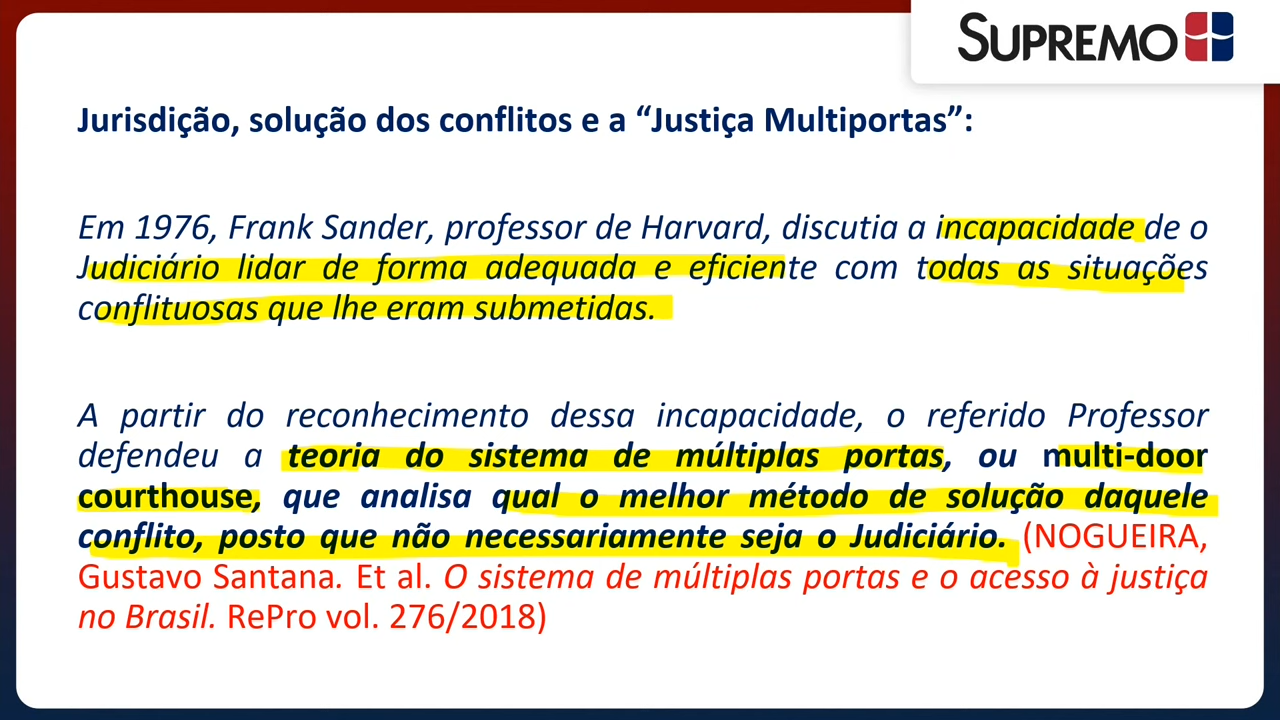 SUPREMO
Jurisdição, solução dos conflitos e a “Justiça Multiportas”:
Em 1976, Frank Sander, professor de Harvard, discutia a incapacidade de o
Judiciário lidar de forma adequada e eficiente com todas as situações
conflituosas que lhe eram submetidas.
A partir do reconhecimento dessa incapacidade, o referido Professor
defendeu a teoria do sistema de múltiplas portas, ou multi-door
courthouse, que analisa qual o melhor método de solução daquele
conflito, posto que não necessariamente seja o Judiciário. (NOGUEIRA,
Gustavo Santana. Et al. O sistema de múltiplas portas e o acesso à justiça
no Brasil. RePro vol. 276/2018)